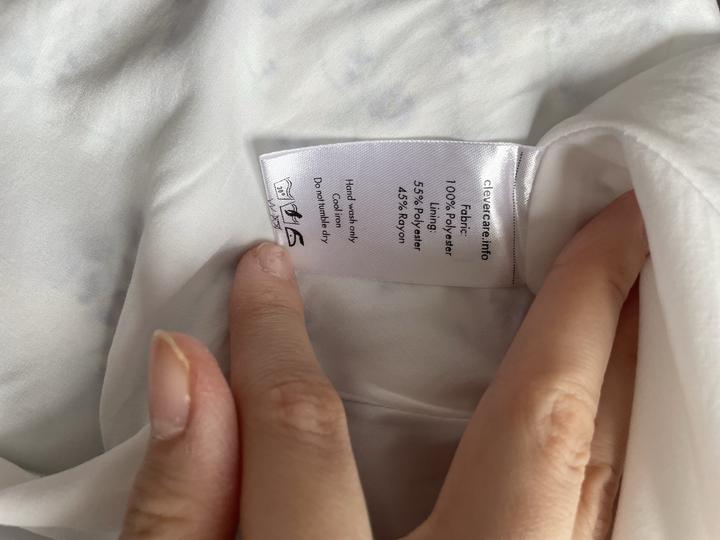 clevercare.info
Fabric:
100% Polyester
Lining:
55% Polyester
45% Rayon
Hand wash only
Cool iron
Do not tumble dry